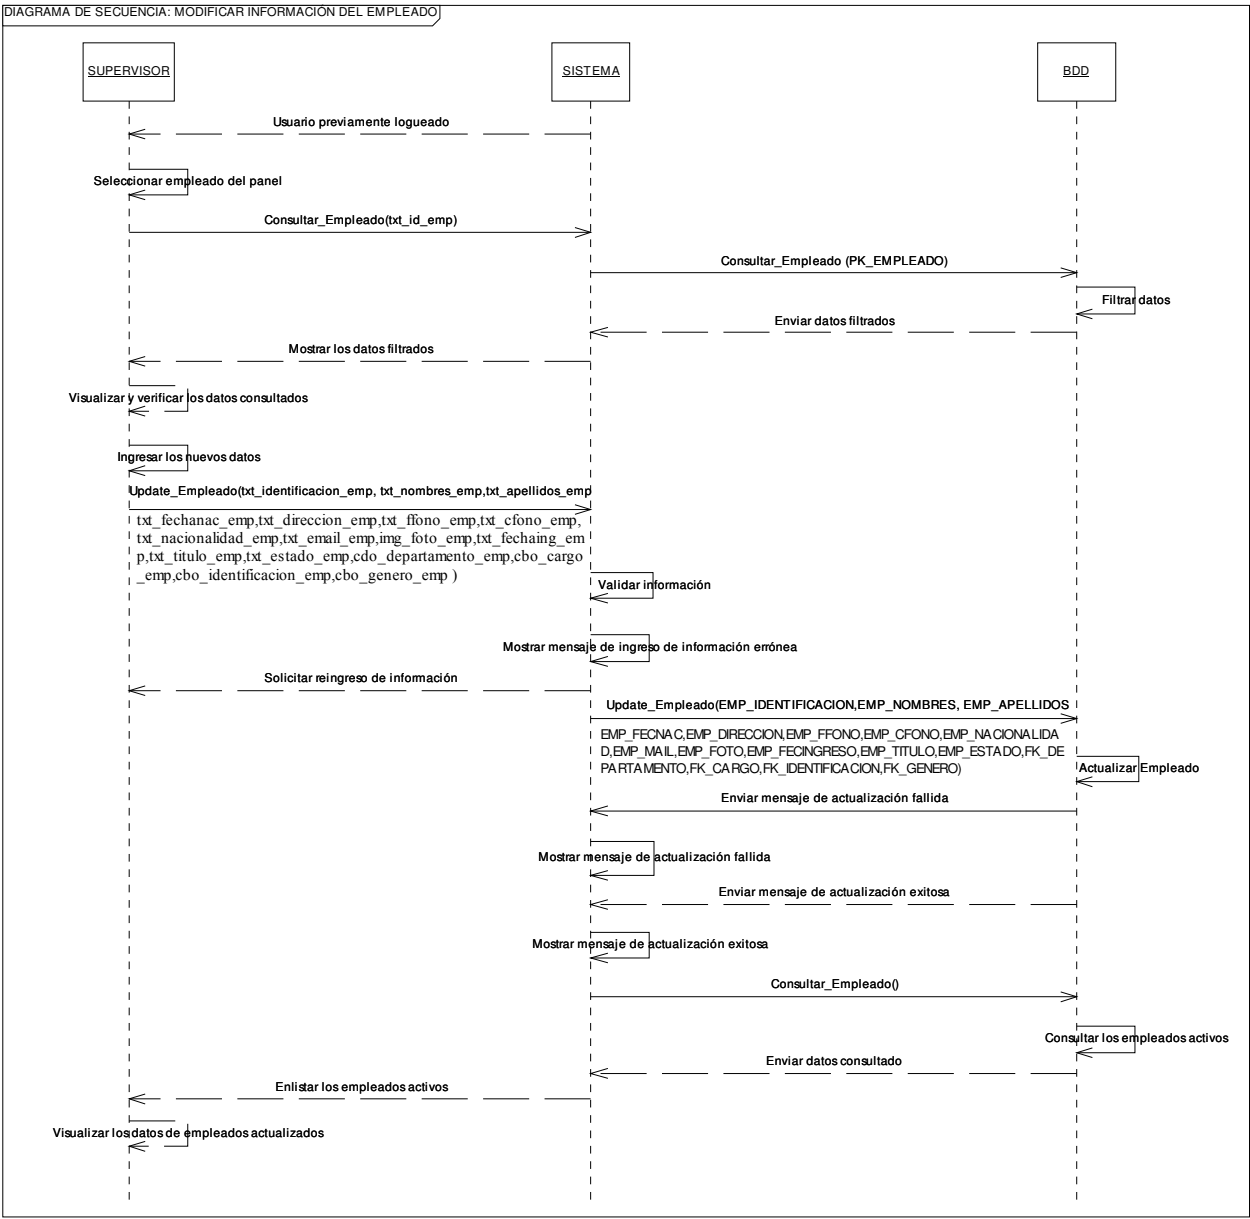 DIAGRAMA DE SECUENCIA: MODIFICAR INFORMACIÓN DEL EMPLEADO
SUPERVISOR
SISTEMA
BDD
Usuario previamente logueado
Seleccionar empleado del panel
Consultar_Empleado(txt_id_emp)
Consultar_Empleado (PK_EMPLEADO)
Filtrar datos
Enviar datos filtrados
Mostrar los datos filtrados
Visualizar y verificar los datos consultados
Ingresar los nuevos datos
Update_Empleado(txt_identificacion_emp, txt_nombres_emp,txt_apellidos_emp
txt_fechanac_emp,txt_direccion_emp,txt_ffono_emp,txt_cfono_emp,
txt_nacionalidad_emp,txt_email_emp,img_foto_emp,txt_fechaing_em
p,txt_titulo_emp,txt_estado_emp,cdo_departamento_emp,cbo_cargo
_emp,cbo_identificacion_emp,cbo_genero_emp )
Validar información
Mostrar mensaje de ingreso de información errónea
Solicitar reingreso de información
Update_Empleado(EMP_IDENTIFICACION,EMP_NOMBRES, EMP_APELLIDOS
EMP_FECNAC,EMP_DIRECCION,EMP_FFONO,EMP_CFONO,EMP_NACIONALIDA
D,EMP_MAIL,EMP_FOTO,EMP_FECINGRESO,EMP_TITULO,EMP_ESTADO,FK_DE
PARTAMENTO,FK_CARGO,FK_IDENTIFICACION,FK_GENERO)
Actualizar Empleado
Enviar mensaje de actualización fallida
Mostrar mensaje de actualización fallida
Enviar mensaje de actualización exitosa
Mostrar mensaje de actualización exitosa
Consultar_Empleado()
Consultar los empleados activos
Enviar datos consultado
Enlistar los empleados activos
Visualizar los datos de empleados actualizados